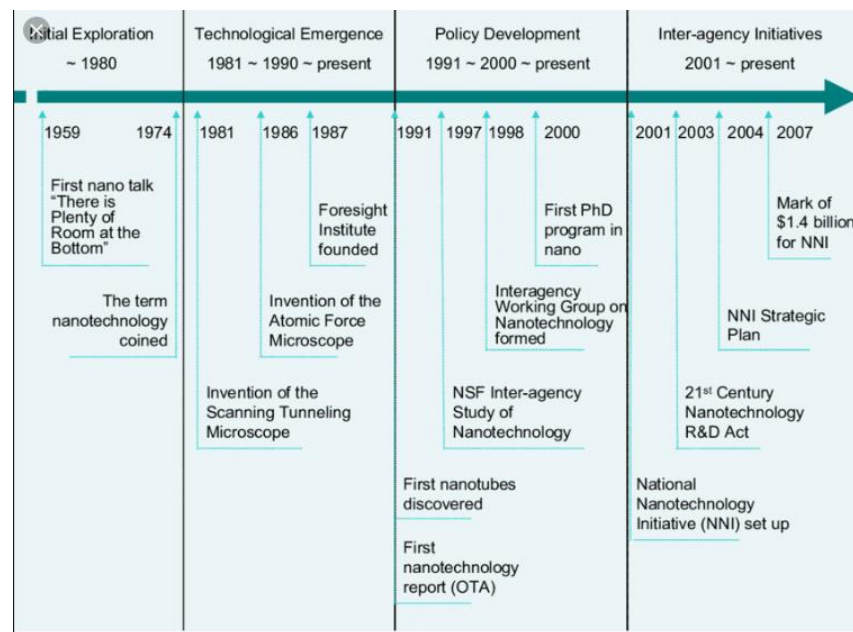 Initial Exploration
~ 1980
Technological Emergence
1981 ~ 1990 ~ present
Policy Development
1991 ~ 2000 ~ present
Inter-agency Initiatives
2001 ~ present
1959
1974
1981
1986
1987
1991
1997
1998
2000
2001
2003
2004
2007
First nano talk
“There is
Plenty of
Room at the
Bottom”
The term
nanotechnology
coined
Foresight
Institute
founded
Invention of the
Atomic Force
Microscope
Invention of the
Scanning Tunneling
Microscope
First PhD
program in
nano
Interagency
Working Group on
Nanotechnology
formed
NSF Inter-agency
Study of
Nanotechnology
First nanotubes
discovered
First
nanotechnology
report (OTA)
Mark of
$1.4 billion
for NNI
NNI Strategic
Plan
21st Century
Nanotechnology
R&D Act
National
Nanotechnology
Initiative (NNI) set up